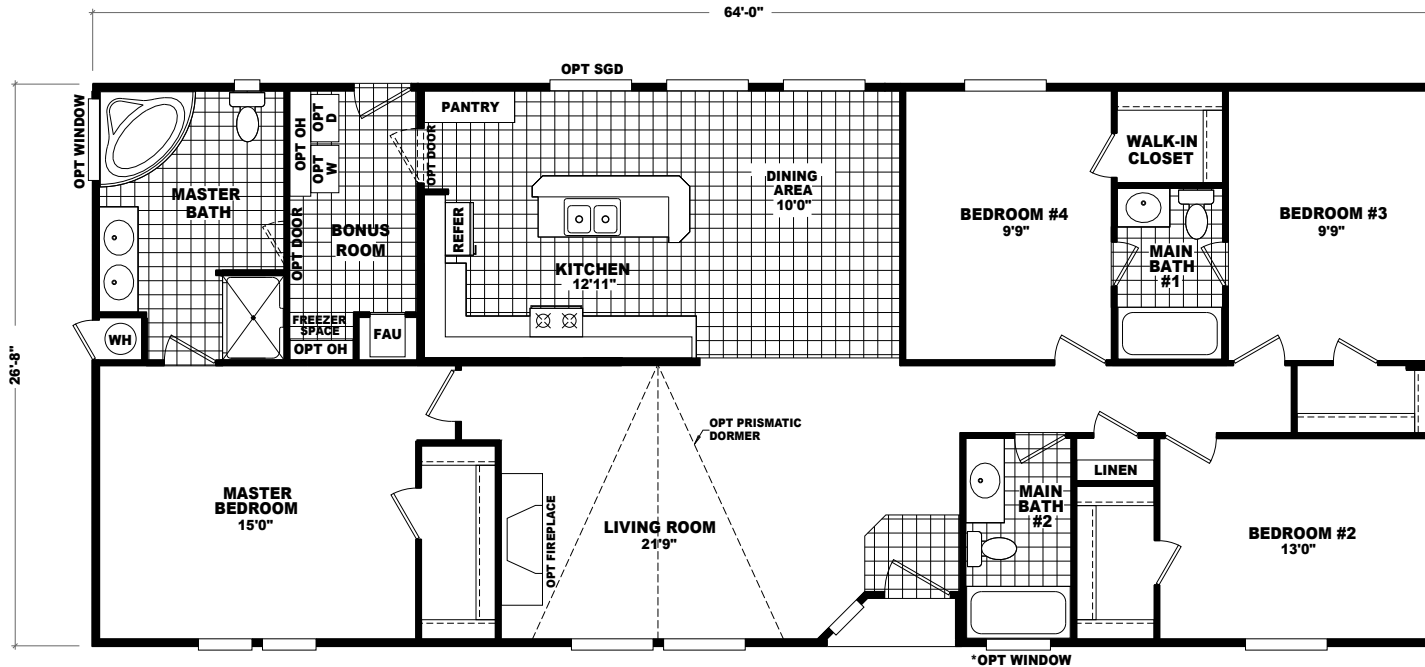 64'-0"
OPT SGD
OPT WINDOW
OPT OH
OPT
D
OPT
W
PANTRY
OPT DOOR
WALK-IN
CLOSET
MASTER
BATH
DINING
AREA
10'0"
BEDROOM #4
9'9"
BEDROOM #3
9'9"
OPT DOOR
BONUS
ROOM
REFER
MAIN
BATH
#1
KITCHEN
12'11"
WH
FREEZER
SPACE
OPT OH
FAU
26'-8"
OPT PRISMATIC
DORMER
LINEN
MASTER
BEDROOM
15'0"
OPT FIREPLACE
LIVING ROOM
21'9"
MAIN
BATH
#2
BEDROOM #2
13'0"
*OPT WINDOW